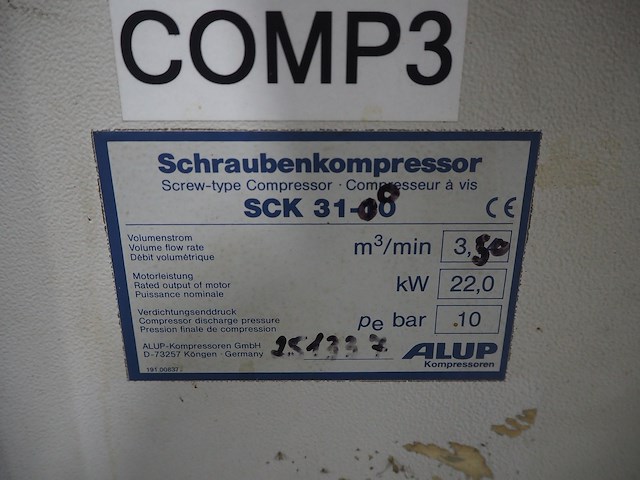 COMP3
Schraubenkompressor
Screw-type Compressor · Compresseur à vis
SCK 31-08 CE
Volumenstrom
Volume flow rate
Débit volumétrique
m³/min 3,50
Motorleistung
Rated output of motor
Puissance nominale
kW 22,0
Verdichtungsenddruck
Compressor discharge pressure
Pression finale de compression
pe bar 10
ALUP-Kompressoren GmbH
D-73257 Köngen · Germany
ALUP
Kompressoren